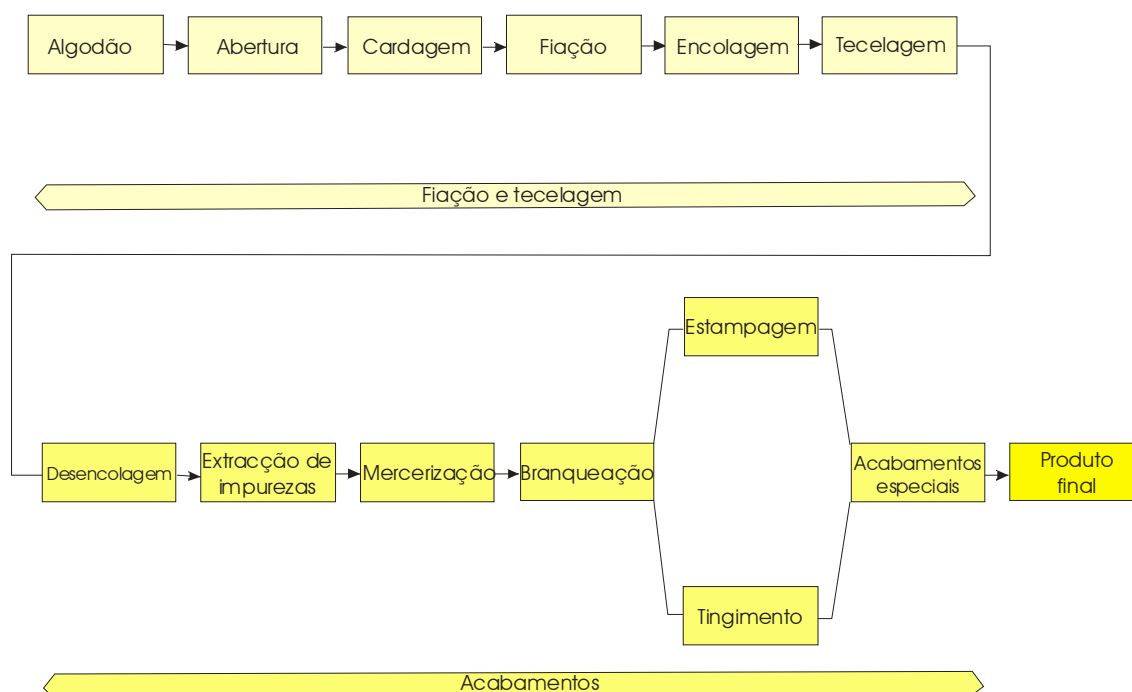 Algodão
Abertura
Cardagem
Fiação
Encolagem
Tecelagem
Fiação e tecelagem
Estampagem
Desencolagem
Extracção de
impurezas
Mercerização
Branqueação
Acabamentos
especiais
Produto
final
Tingimento
Acabamentos